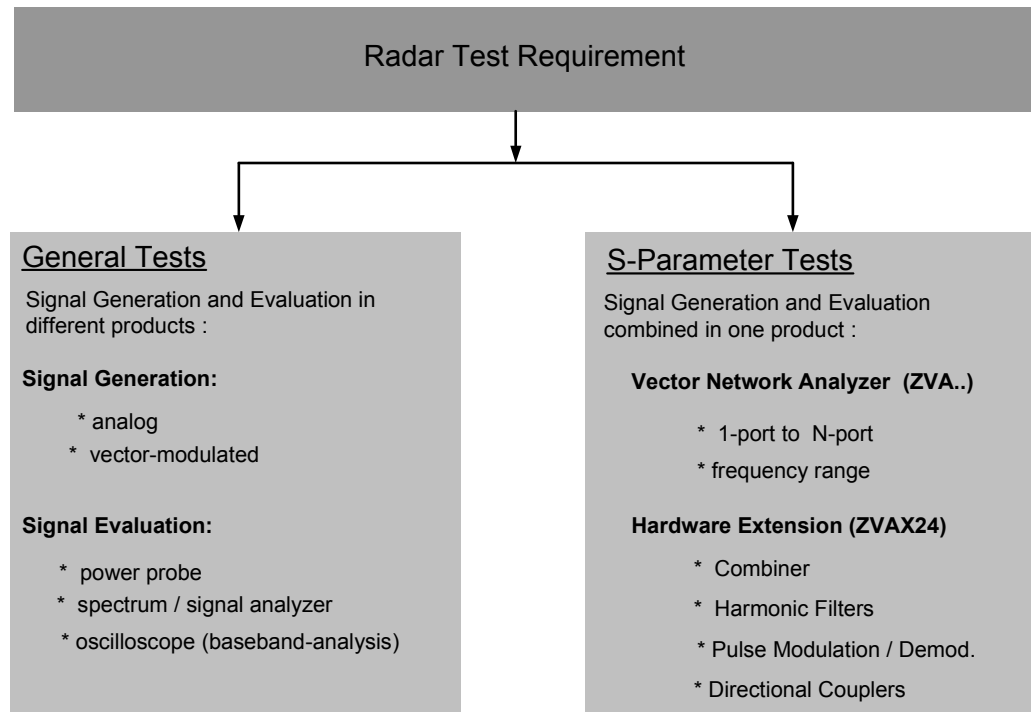 Radar Test Requirement
General Tests
Signal Generation and Evaluation in
different products :
Signal Generation:
* analog
* vector-modulated
Signal Evaluation:
* power probe
* spectrum / signal analyzer
* oscilloscope (baseband-analysis)
S-Parameter Tests
Signal Generation and Evaluation
combined in one product :
Vector Network Analyzer (ZVA..)
* 1-port to N-port
* frequency range
Hardware Extension (ZVAX24)
* Combiner
* Harmonic Filters
* Pulse Modulation / Demod.
* Directional Couplers